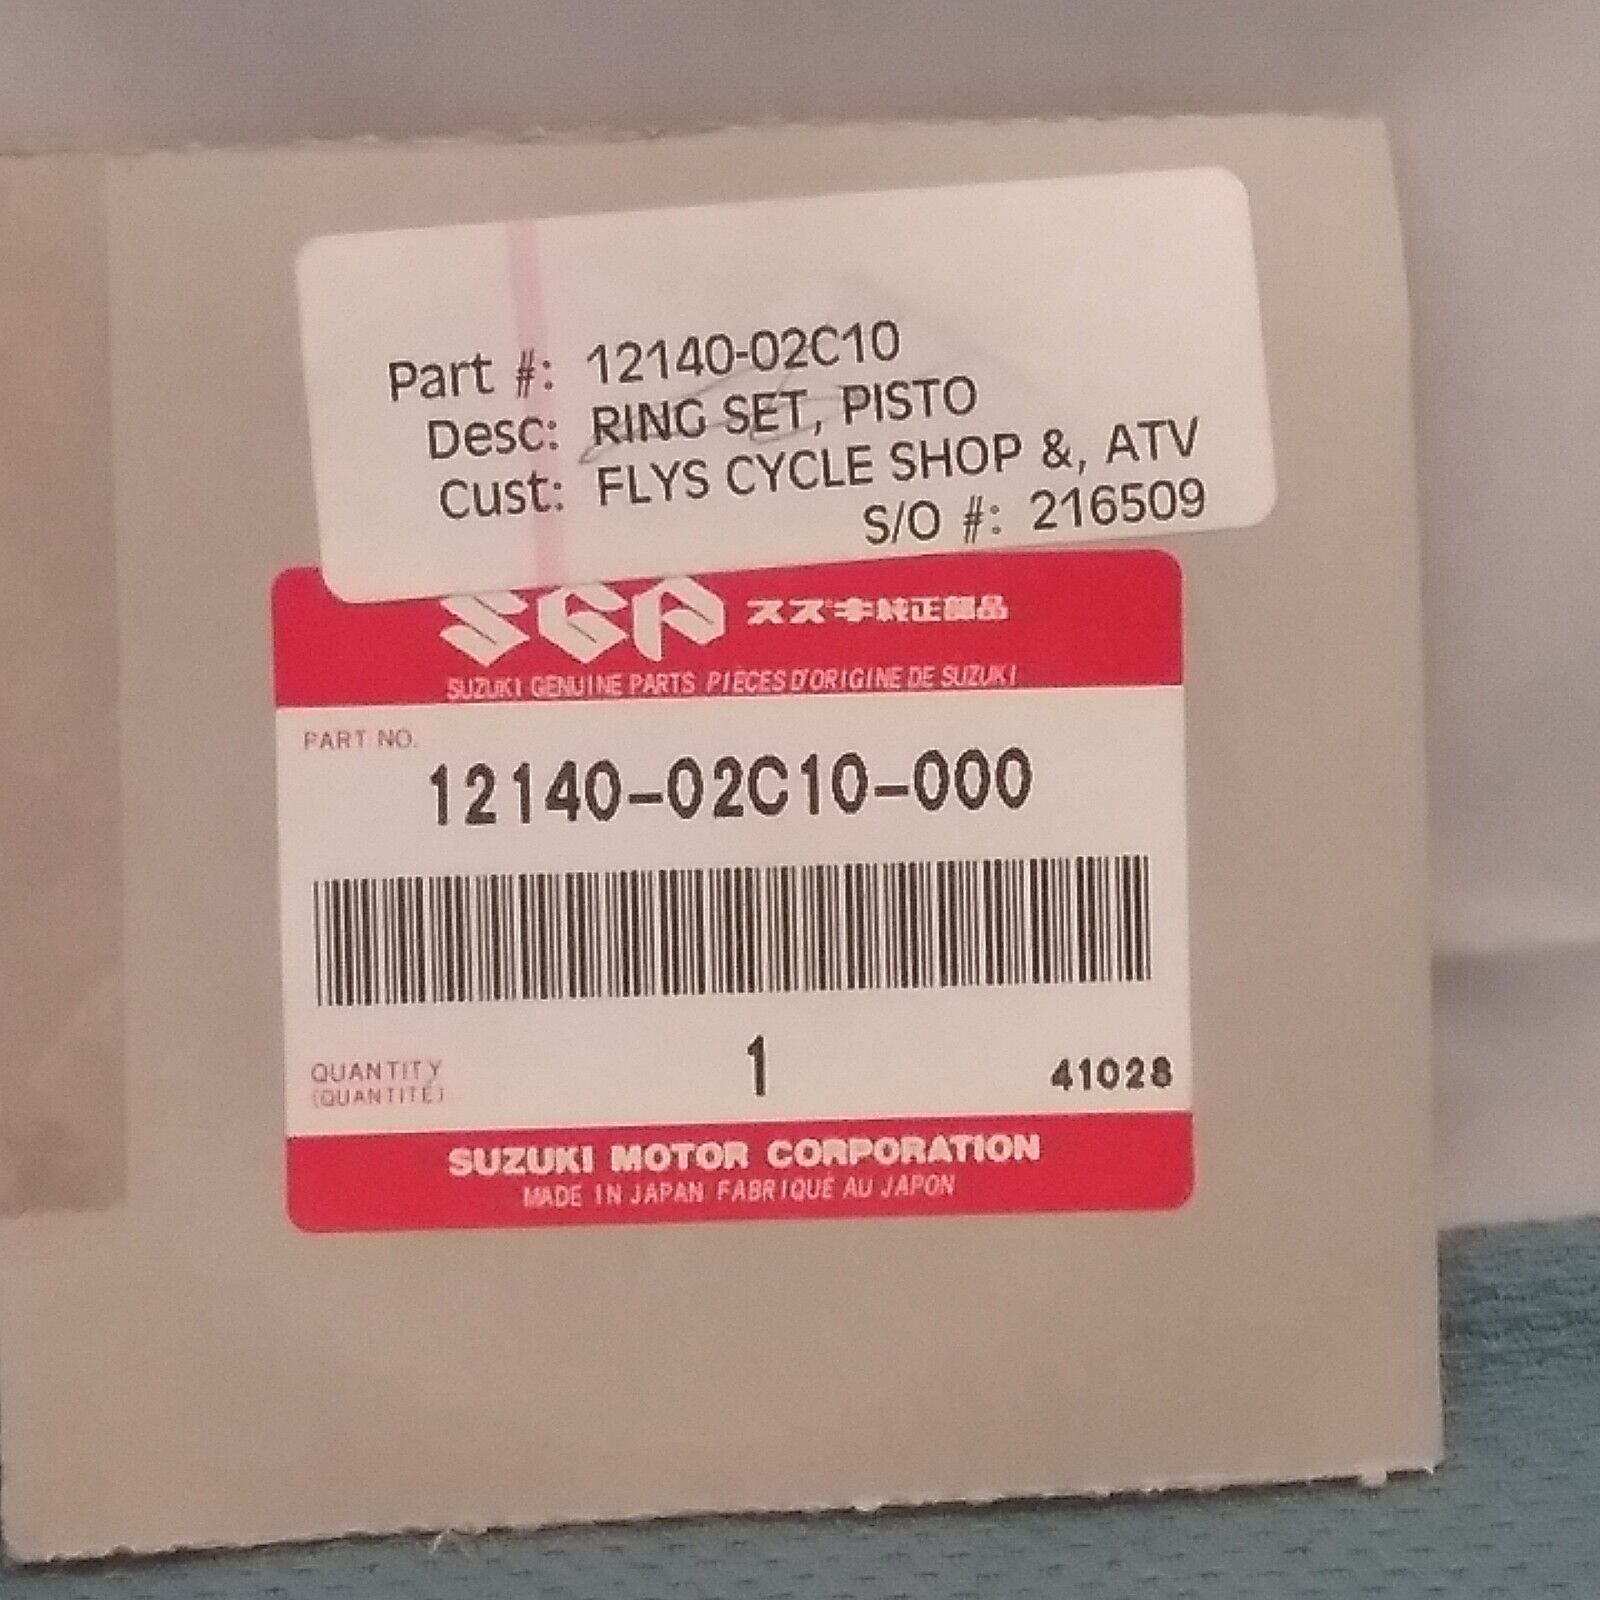 Part #: 12140-02C10
Desc: RING SET, PISTO
Cust: FLYS CYCLE SHOP &, ATV
S/O #: 216509
SGP スズキ純正部品
SUZUKI GENUINE PARTS PIÈCES D'ORIGINE DE SUZUKI
PART NO.
12140-02C10-000
QUANTITY 1 41028
(QUANTITÉ)
SUZUKI MOTOR CORPORATION
MADE IN JAPAN FABRIQUÉ AU JAPON